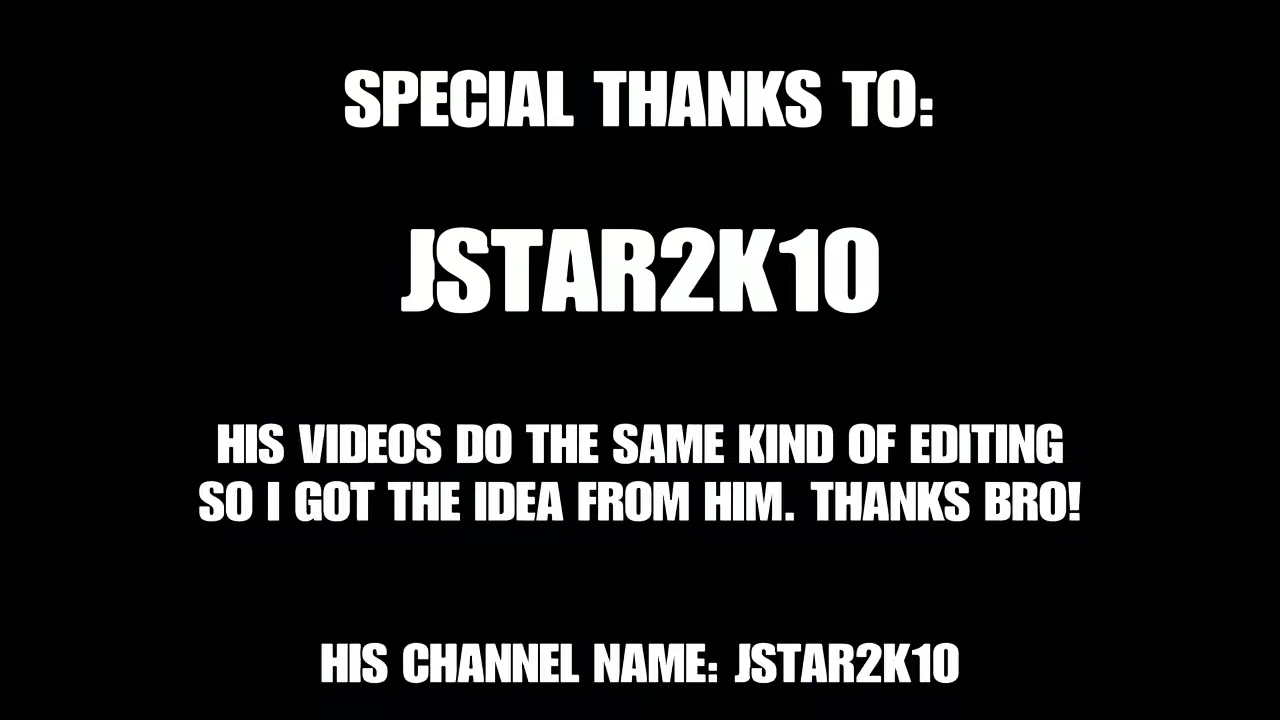 SPECIAL THANKS TO:
JSTAR2K10
HIS VIDEOS DO THE SAME KIND OF EDITING
SO I GOT THE IDEA FROM HIM. THANKS BRO!
HIS CHANNEL NAME: JSTAR2K10